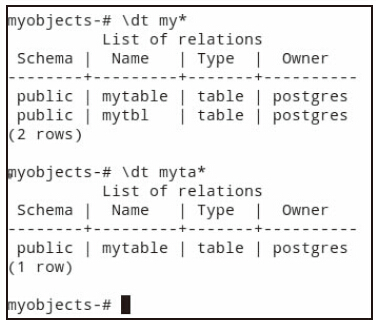 myobjects-# \dt my*
List of relations
Schema | Name | Type | Owner
--------+---------+-------+----------
public | mytable | table | postgres
public | mytbl | table | postgres
(2 rows)
myobjects-# \dt myta*
List of relations
Schema | Name | Type | Owner
--------+---------+-------+----------
public | mytable | table | postgres
(1 row)
myobjects-#